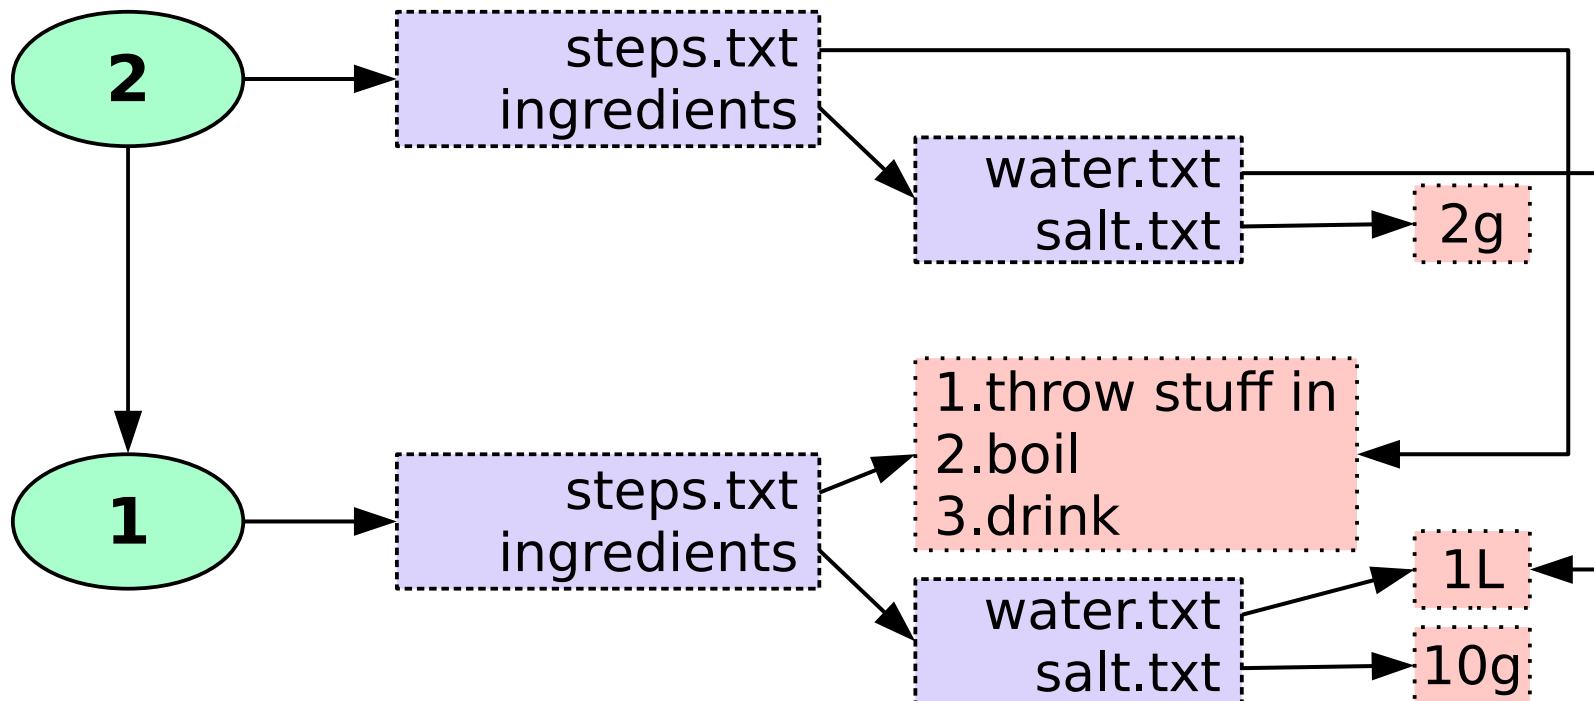 2
steps.txt
ingredients
water.txt
salt.txt
2g
1
steps.txt
ingredients
1.throw stuff in
2.boil
3.drink
water.txt
salt.txt
1L
10g